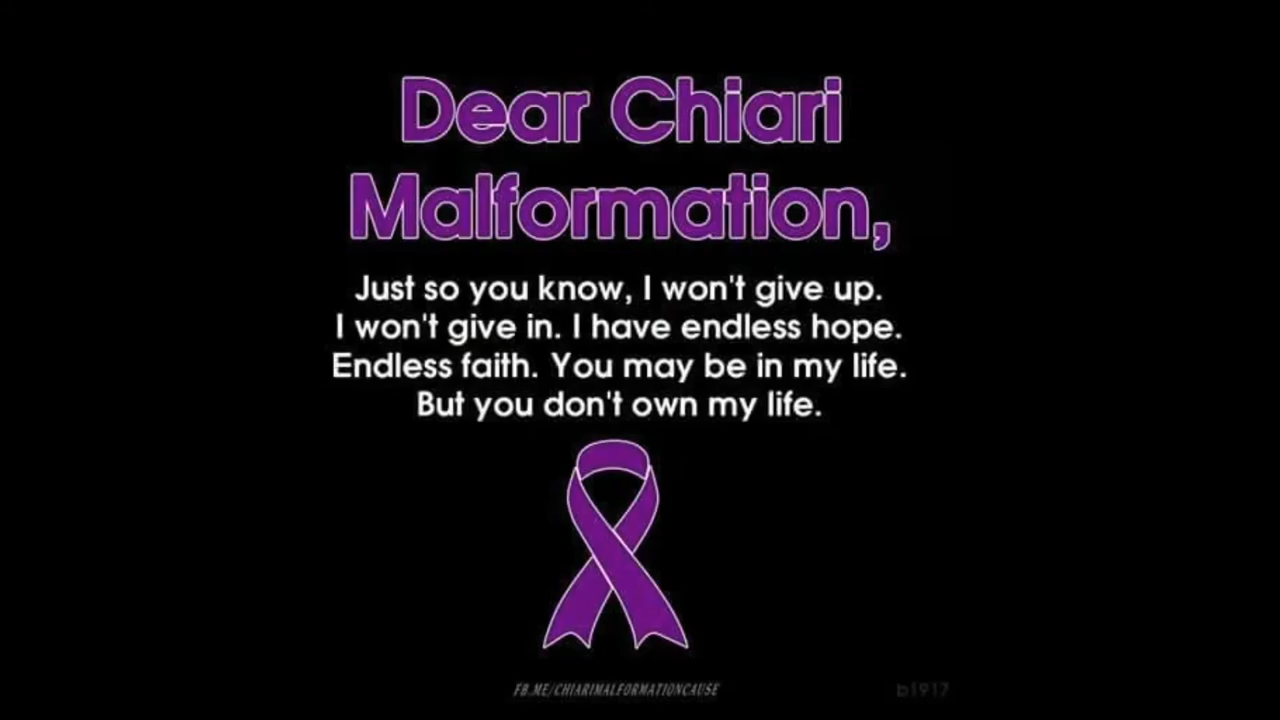 Dear Chiari
Malformation,
Just so you know, I won't give up.
I won't give in. I have endless hope.
Endless faith. You may be in my life.
But you don't own my life.
FB.ME/CHIARIMALFORMATIONCAUSE
b1917